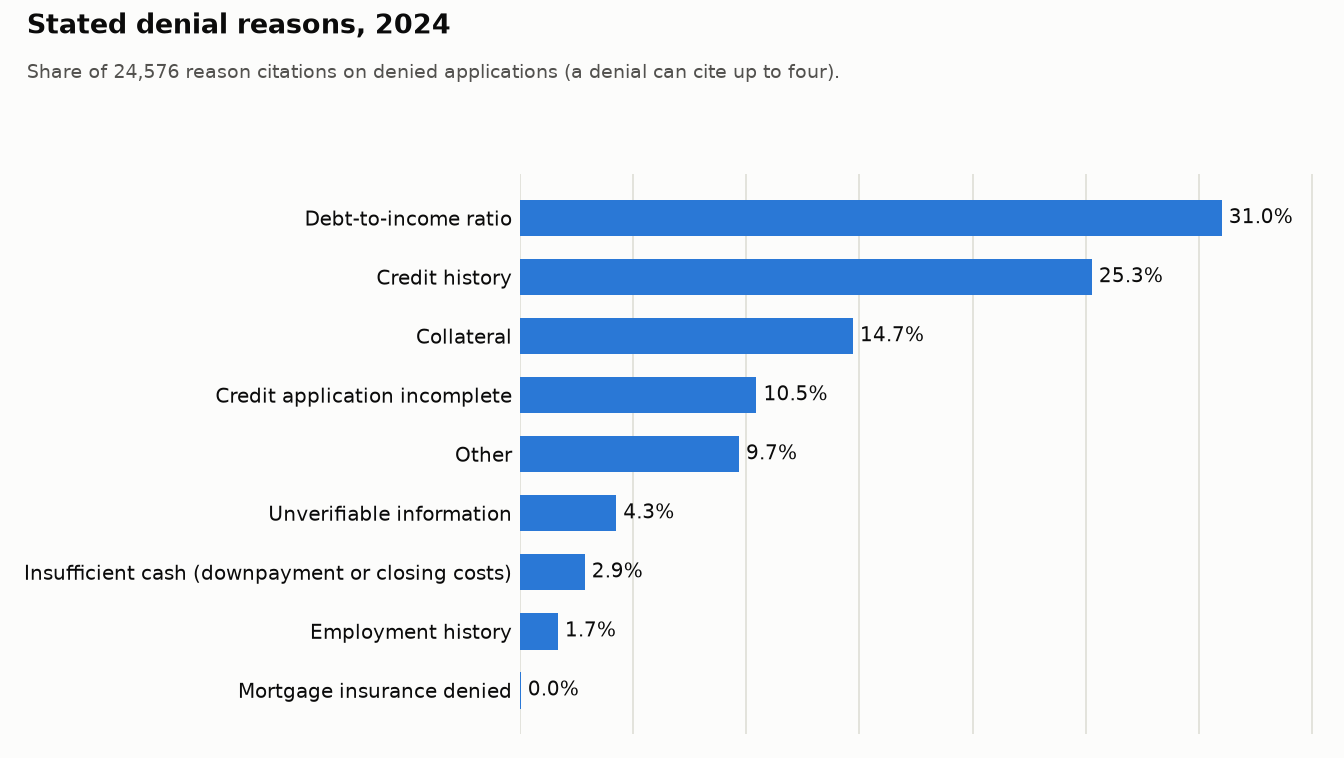 Stated denial reasons, 2024
Share of 24,576 reason citations on denied applications (a denial can cite up to four).
Debt-to-income ratio 31.0%
Credit history 25.3%
Collateral 14.7%
Credit application incomplete 10.5%
Other 9.7%
Unverifiable information 4.3%
Insufficient cash (downpayment or closing costs) 2.9%
Employment history 1.7%
Mortgage insurance denied 0.0%